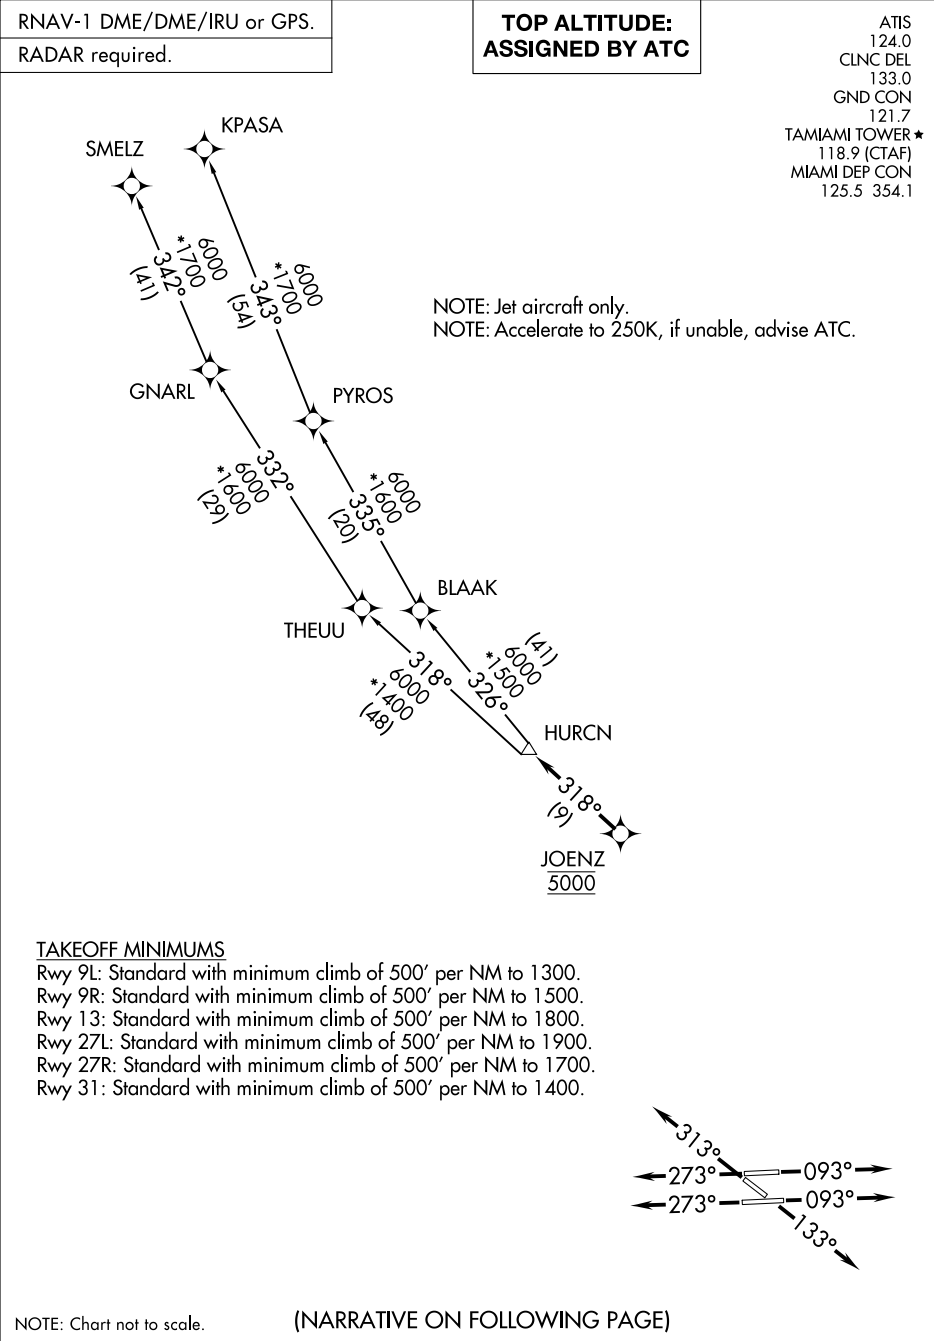 RNAV-1 DME/DME/IRU or GPS.
RADAR required.
TOP ALTITUDE:
ASSIGNED BY ATC
ATIS
124.0
CLNC DEL
133.0
GND CON
121.7
TAMIAMI TOWER★
118.9 (CTAF)
MIAMI DEP CON
125.5 354.1
KPASA
SMELZ
6000
*1700
342°
(41)
6000
*1700
343°
(54)
NOTE: Jet aircraft only.
NOTE: Accelerate to 250K, if unable, advise ATC.
GNARL
PYROS
332°
6000
*1600
(29)
6000
*1600
335°
(20)
BLAAK
THEUU
318°
6000
*1400
(48)
(41)
6000
*1500
326°
HURCN
318°
(9)
JOENZ
5000
TAKEOFF MINIMUMS
Rwy 9L: Standard with minimum climb of 500' per NM to 1300.
Rwy 9R: Standard with minimum climb of 500' per NM to 1500.
Rwy 13: Standard with minimum climb of 500' per NM to 1800.
Rwy 27L: Standard with minimum climb of 500' per NM to 1900.
Rwy 27R: Standard with minimum climb of 500' per NM to 1700.
Rwy 31: Standard with minimum climb of 500' per NM to 1400.
313°
273° 093°
273° 093°
133°
NOTE: Chart not to scale.
(NARRATIVE ON FOLLOWING PAGE)